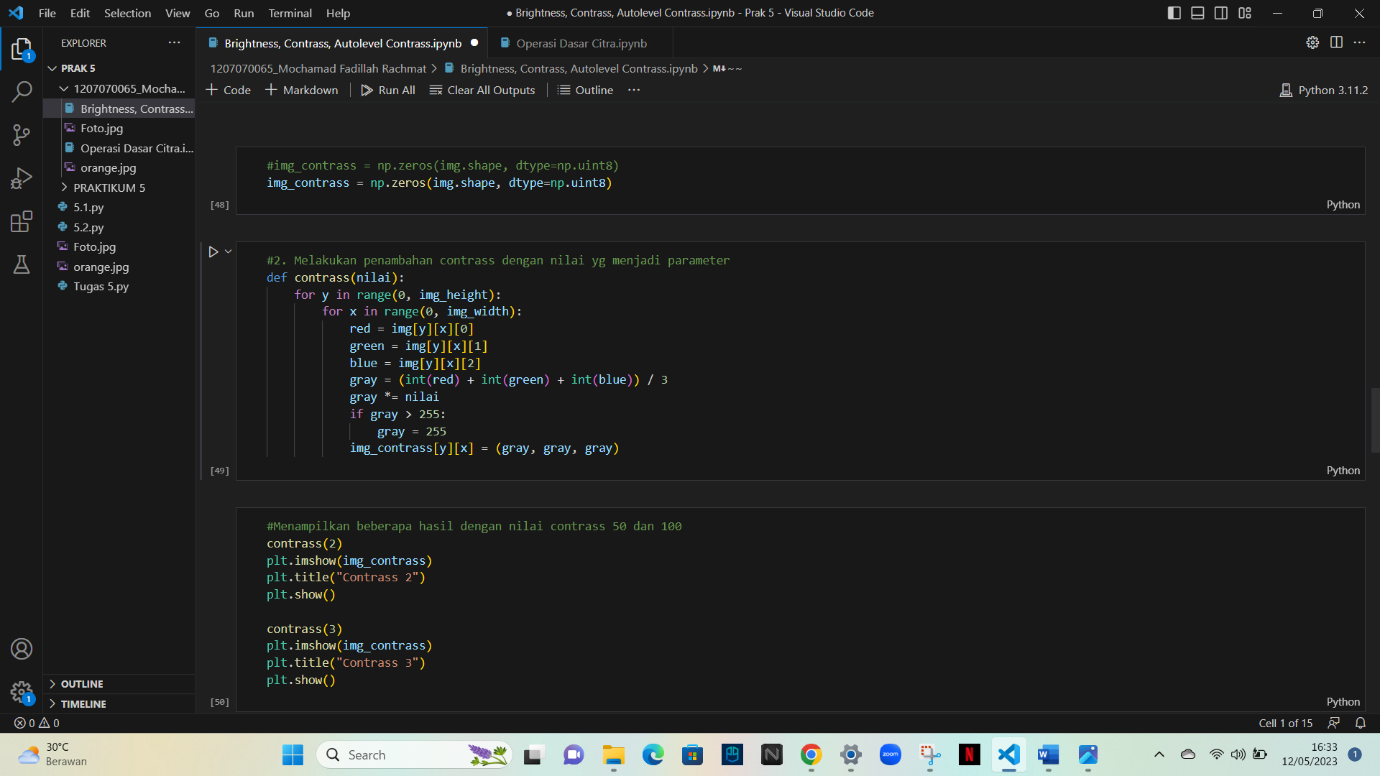 File Edit Selection View Go Run Terminal Help
● Brightness, Contrass, Autolevel Contrass.ipynb - Prak 5 - Visual Studio Code
EXPLORER
PRAK 5
1207070065_Mocha...
Brightness, Contrass...
Foto.jpg
Operasi Dasar Citra.i...
orange.jpg
PRAKTIKUM 5
5.1.py
5.2.py
Foto.jpg
orange.jpg
Tugas 5.py
OUTLINE
TIMELINE
Brightness, Contrass, Autolevel Contrass.ipynb ●
Operasi Dasar Citra.ipynb
1207070065_Mochamad Fadillah Rachmat > Brightness, Contrass, Autolevel Contrass.ipynb > M↓~~
+ Code + Markdown Run All Clear All Outputs Outline ...
Python 3.11.2
#img_contrass = np.zeros(img.shape, dtype=np.uint8)
img_contrass = np.zeros(img.shape, dtype=np.uint8)
[48]
Python
#2. Melakukan penambahan contrass dengan nilai yg menjadi parameter
def contrass(nilai):
for y in range(0, img_height):
for x in range(0, img_width):
red = img[y][x][0]
green = img[y][x][1]
blue = img[y][x][2]
gray = (int(red) + int(green) + int(blue)) / 3
gray *= nilai
if gray > 255:
gray = 255
img_contrass[y][x] = (gray, gray, gray)
[49]
Python
#Menampilkan beberapa hasil dengan nilai contrass 50 dan 100
contrass(2)
plt.imshow(img_contrass)
plt.title("Contrass 2")
plt.show()
contrass(3)
plt.imshow(img_contrass)
plt.title("Contrass 3")
plt.show()
[50]
Python
0 0
Cell 1 of 15
30°C
Berawan
Search
zoom
16:33
12/05/2023
1